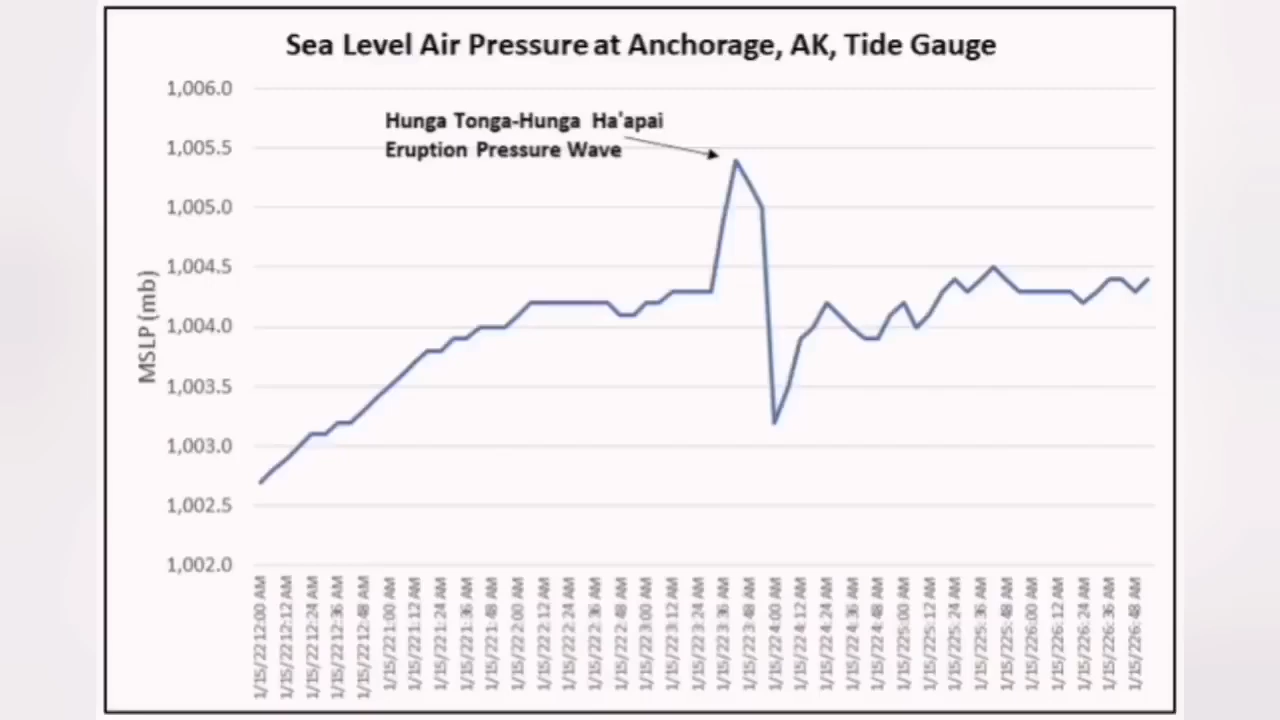 Sea Level Air Pressure at Anchorage, AK, Tide Gauge
1,006.0
Hunga Tonga-Hunga Ha'apai
Eruption Pressure Wave
1,005.5
1,005.0
1,004.5
1,004.0
1,003.5
1,003.0
1,002.5
1,002.0
MSLP (mb)
1/15/22 12:00 AM
1/15/22 12:12 AM
1/15/22 12:24 AM
1/15/22 12:36 AM
1/15/22 12:48 AM
1/15/22 1:00 AM
1/15/22 1:12 AM
1/15/22 1:24 AM
1/15/22 1:36 AM
1/15/22 1:48 AM
1/15/22 2:00 AM
1/15/22 2:12 AM
1/15/22 2:24 AM
1/15/22 2:36 AM
1/15/22 2:48 AM
1/15/22 3:00 AM
1/15/22 3:12 AM
1/15/22 3:24 AM
1/15/22 3:36 AM
1/15/22 3:48 AM
1/15/22 4:00 AM
1/15/22 4:12 AM
1/15/22 4:24 AM
1/15/22 4:36 AM
1/15/22 4:48 AM
1/15/22 5:00 AM
1/15/22 5:12 AM
1/15/22 5:24 AM
1/15/22 5:36 AM
1/15/22 5:48 AM
1/15/22 6:00 AM
1/15/22 6:12 AM
1/15/22 6:24 AM
1/15/22 6:36 AM
1/15/22 6:48 AM